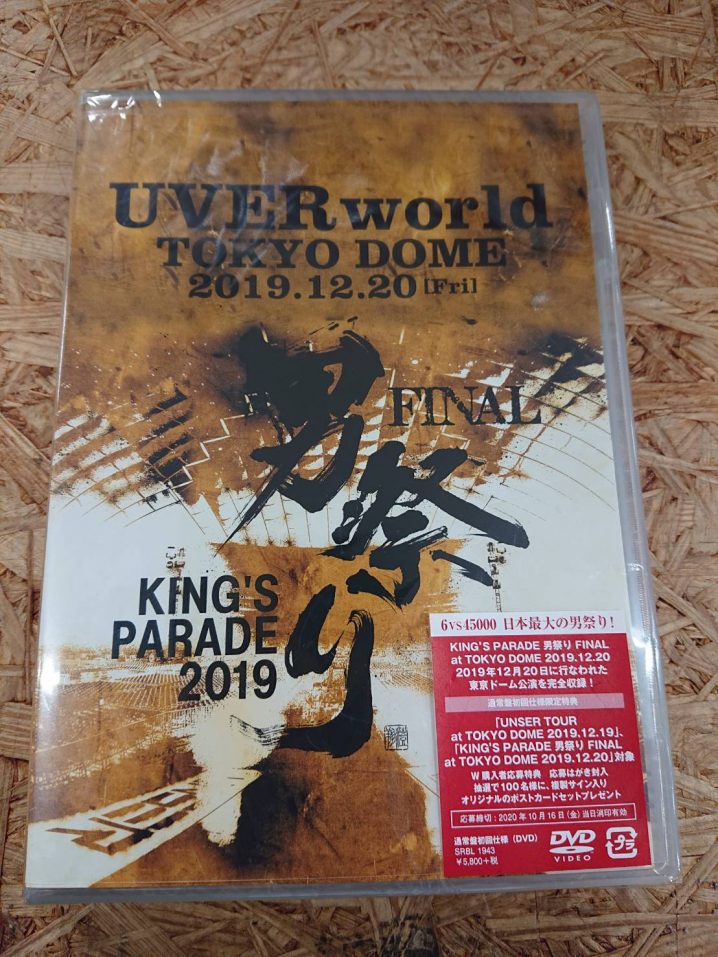 UVERworld
TOKYO DOME
2019.12.20 [Fri]
男祭り
FINAL
KING'S
PARADE
2019
6vs45000 日本最大の男祭り！
KING'S PARADE 男祭り FINAL
at TOKYO DOME 2019.12.20
2019年12月20日に行なわれた
東京ドーム公演を完全収録！
通常盤初回仕様限定特典
「UNSER TOUR
at TOKYO DOME 2019.12.19」、
「KING'S PARADE 男祭り FINAL
at TOKYO DOME 2019.12.20」対象
W 購入者応募特典 応募はがき封入
抽選で100名様に、複製サイン入り
オリジナルのポストカードセットプレゼント
応募締切：2020年10月16日(金)当日消印有効
通常盤初回仕様（DVD）
SRBL 1943
￥5,800+税
DVD
VIDEO
プラ